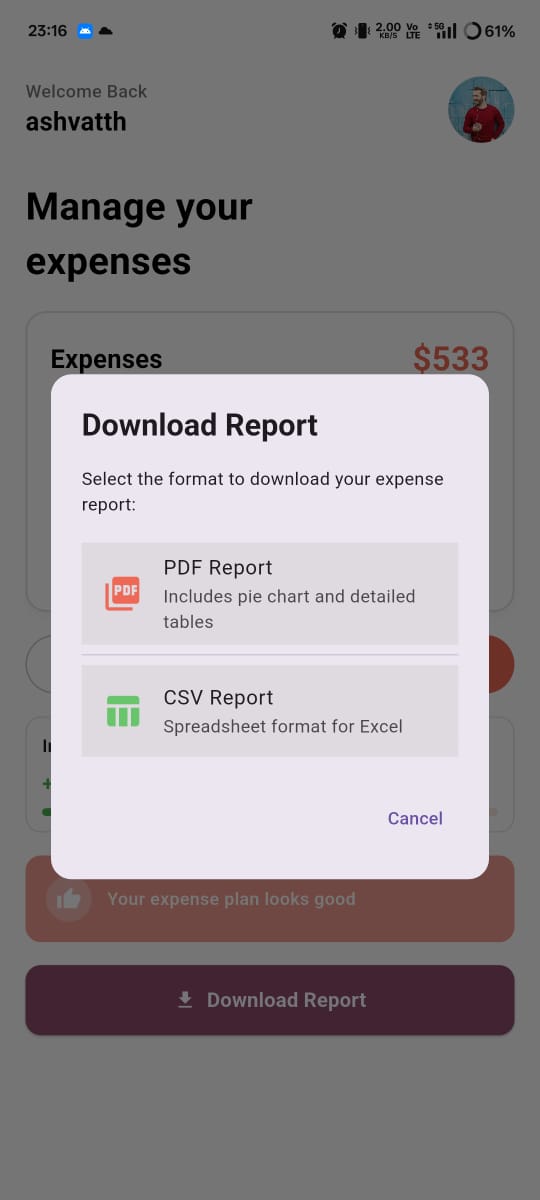 23:16
2.00 KB/S Vo LTE 5G 61%
Welcome Back
ashvatth
Manage your
expenses
Expenses $533
Download Report
Select the format to download your expense
report:
PDF
PDF Report
Includes pie chart and detailed
tables
CSV Report
Spreadsheet format for Excel
Cancel
+
Your expense plan looks good
Download Report